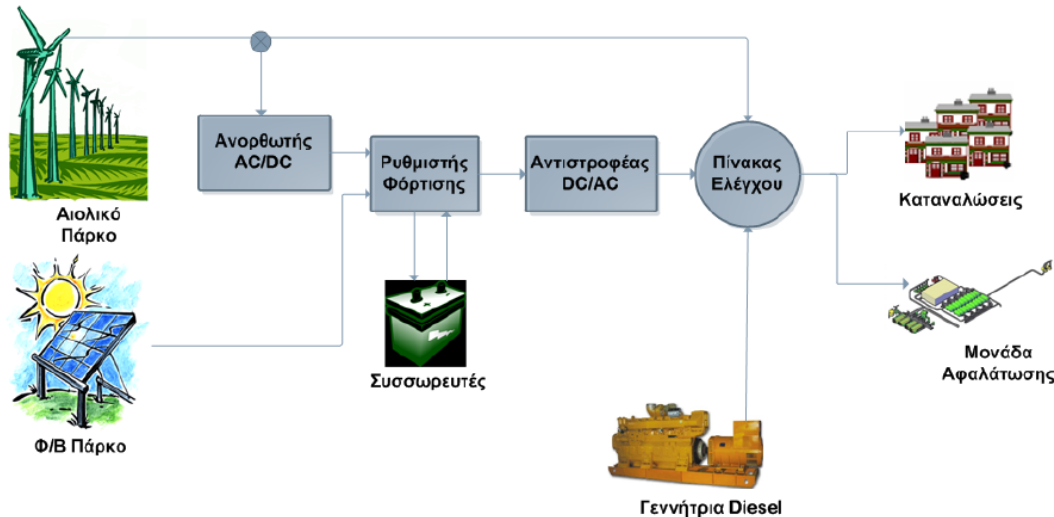 Αιολικό
Πάρκο
Ανορθωτής
AC/DC
Ρυθμιστής
Φόρτισης
Αντιστροφέας
DC/AC
Πίνακας
Ελέγχου
Καταναλώσεις
Φ/Β Πάρκο
Συσσωρευτές
Μονάδα
Αφαλάτωσης
Γεννήτρια Diesel